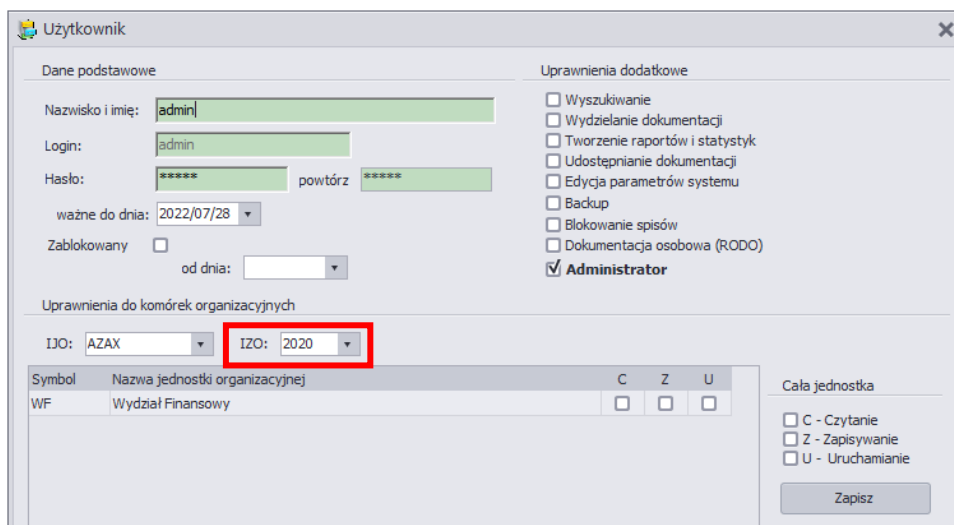 Użytkownik
Dane podstawowe
Nazwisko i imię: admin
Login: admin
Hasło: ***** powtórz *****
ważne do dnia: 2022/07/28
Zablokowany
od dnia:
Uprawnienia dodatkowe
Wyszukiwanie
Wydzielanie dokumentacji
Tworzenie raportów i statystyk
Udostępnianie dokumentacji
Edycja parametrów systemu
Backup
Blokowanie spisów
Dokumentacja osobowa (RODO)
Administrator
Uprawnienia do komórek organizacyjnych
IJO: AZAX IZO: 2020
Symbol Nazwa jednostki organizacyjnej C Z U
WF Wydział Finansowy
Cała jednostka
C - Czytanie
Z - Zapisywanie
U - Uruchamianie
Zapisz